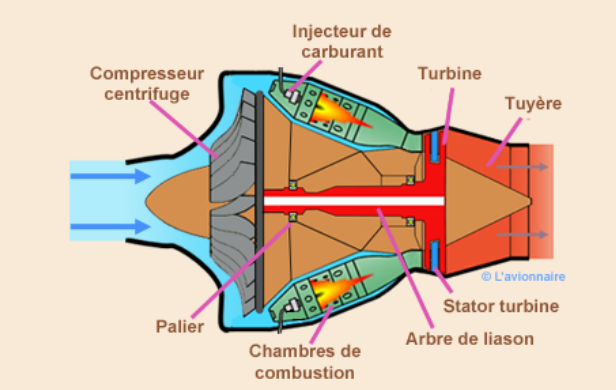 Injecteur de
carburant
Compresseur
centrifuge
Turbine
Tuyère
© L'avionnaire
Stator turbine
Palier
Arbre de liason
Chambres de
combustion